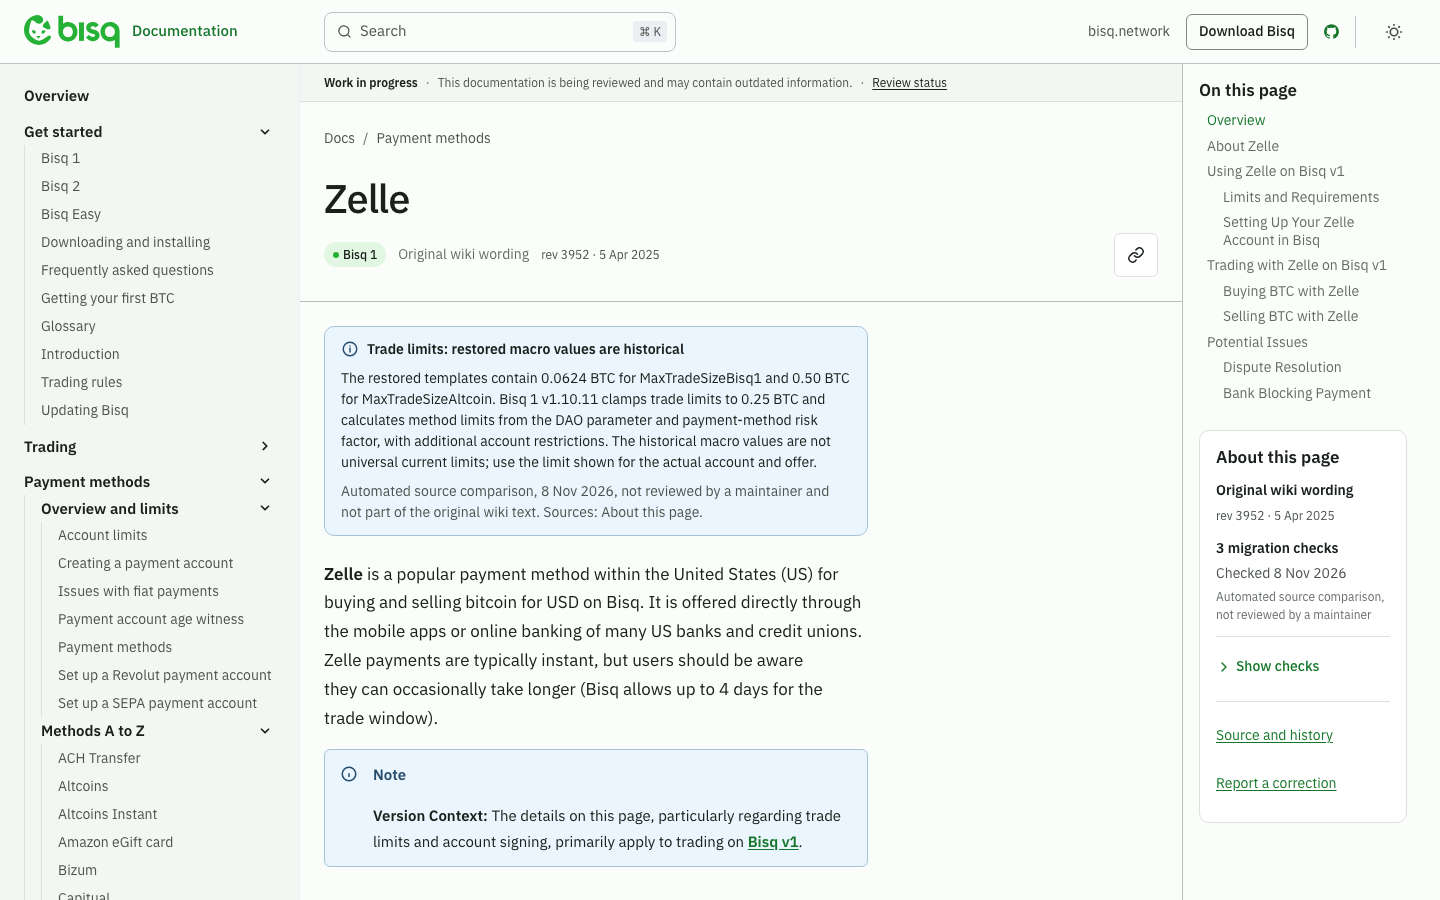 bisq Documentation
Search
⌘ K
bisq.network
Download Bisq
Overview
Get started
Bisq 1
Bisq 2
Bisq Easy
Downloading and installing
Frequently asked questions
Getting your first BTC
Glossary
Introduction
Trading rules
Updating Bisq
Trading
Payment methods
Overview and limits
Account limits
Creating a payment account
Issues with fiat payments
Payment account age witness
Payment methods
Set up a Revolut payment account
Set up a SEPA payment account
Methods A to Z
ACH Transfer
Altcoins
Altcoins Instant
Amazon eGift card
Bizum
Capitual
Work in progress · This documentation is being reviewed and may contain outdated information. · Review status
Docs / Payment methods
Zelle
Bisq 1 Original wiki wording rev 3952 · 5 Apr 2025
Trade limits: restored macro values are historical
The restored templates contain 0.0624 BTC for MaxTradeSizeBisq1 and 0.50 BTC
for MaxTradeSizeAltcoin. Bisq 1 v1.10.11 clamps trade limits to 0.25 BTC and
calculates method limits from the DAO parameter and payment-method risk
factor, with additional account restrictions. The historical macro values are not
universal current limits; use the limit shown for the actual account and offer.
Automated source comparison, 8 Nov 2026, not reviewed by a maintainer and
not part of the original wiki text. Sources: About this page.
Zelle is a popular payment method within the United States (US) for
buying and selling bitcoin for USD on Bisq. It is offered directly through
the mobile apps or online banking of many US banks and credit unions.
Zelle payments are typically instant, but users should be aware
they can occasionally take longer (Bisq allows up to 4 days for the
trade window).
Note
Version Context: The details on this page, particularly regarding trade
limits and account signing, primarily apply to trading on Bisq v1.
On this page
Overview
About Zelle
Using Zelle on Bisq v1
Limits and Requirements
Setting Up Your Zelle
Account in Bisq
Trading with Zelle on Bisq v1
Buying BTC with Zelle
Selling BTC with Zelle
Potential Issues
Dispute Resolution
Bank Blocking Payment
About this page
Original wiki wording
rev 3952 · 5 Apr 2025
3 migration checks
Checked 8 Nov 2026
Automated source comparison,
not reviewed by a maintainer
Show checks
Source and history
Report a correction